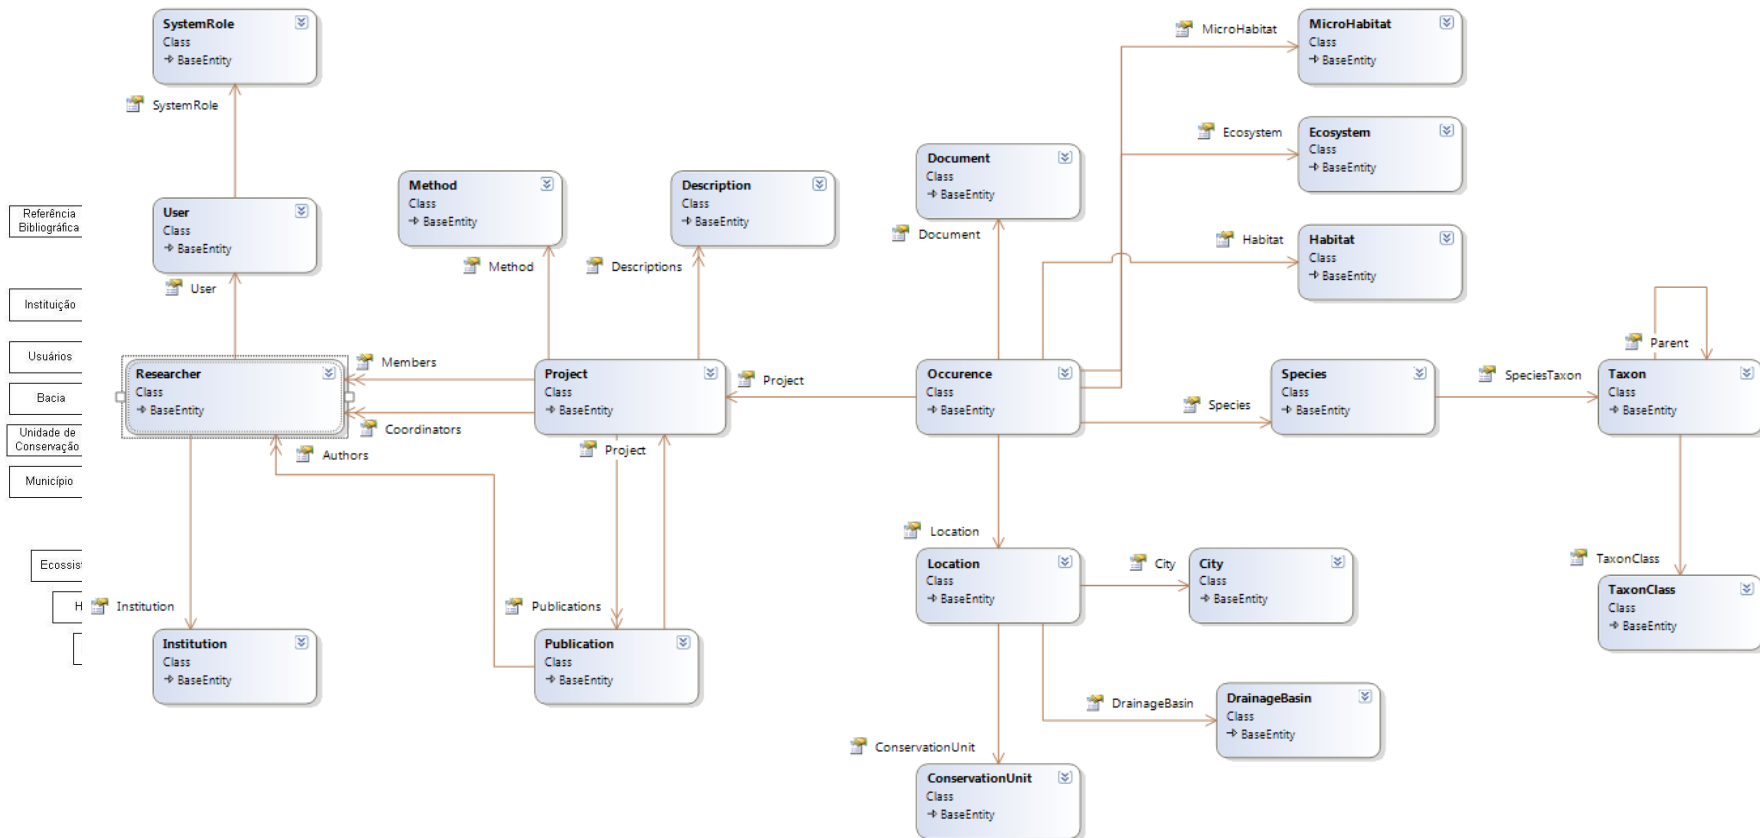 SystemRole
Class
BaseEntity
SystemRole
User
Class
BaseEntity
User
Referência
Bibliográfica
Instituição
Usuários
Bacia
Unidade de
Conservação
Município
Ecossist
H
Researcher
Class
BaseEntity
Institution
Institution
Class
BaseEntity
Method
Class
BaseEntity
Method
Description
Class
BaseEntity
Descriptions
Members
Coordinators
Authors
Project
Class
BaseEntity
Project
Publications
Publication
Class
BaseEntity
Project
Document
Class
BaseEntity
Document
Occurence
Class
BaseEntity
MicroHabitat
MicroHabitat
Class
BaseEntity
Ecosystem
Ecosystem
Class
BaseEntity
Habitat
Habitat
Class
BaseEntity
Species
Species
Class
BaseEntity
SpeciesTaxon
Parent
Taxon
Class
BaseEntity
TaxonClass
TaxonClass
Class
BaseEntity
Location
Location
Class
BaseEntity
City
City
Class
BaseEntity
DrainageBasin
DrainageBasin
Class
BaseEntity
ConservationUnit
ConservationUnit
Class
BaseEntity